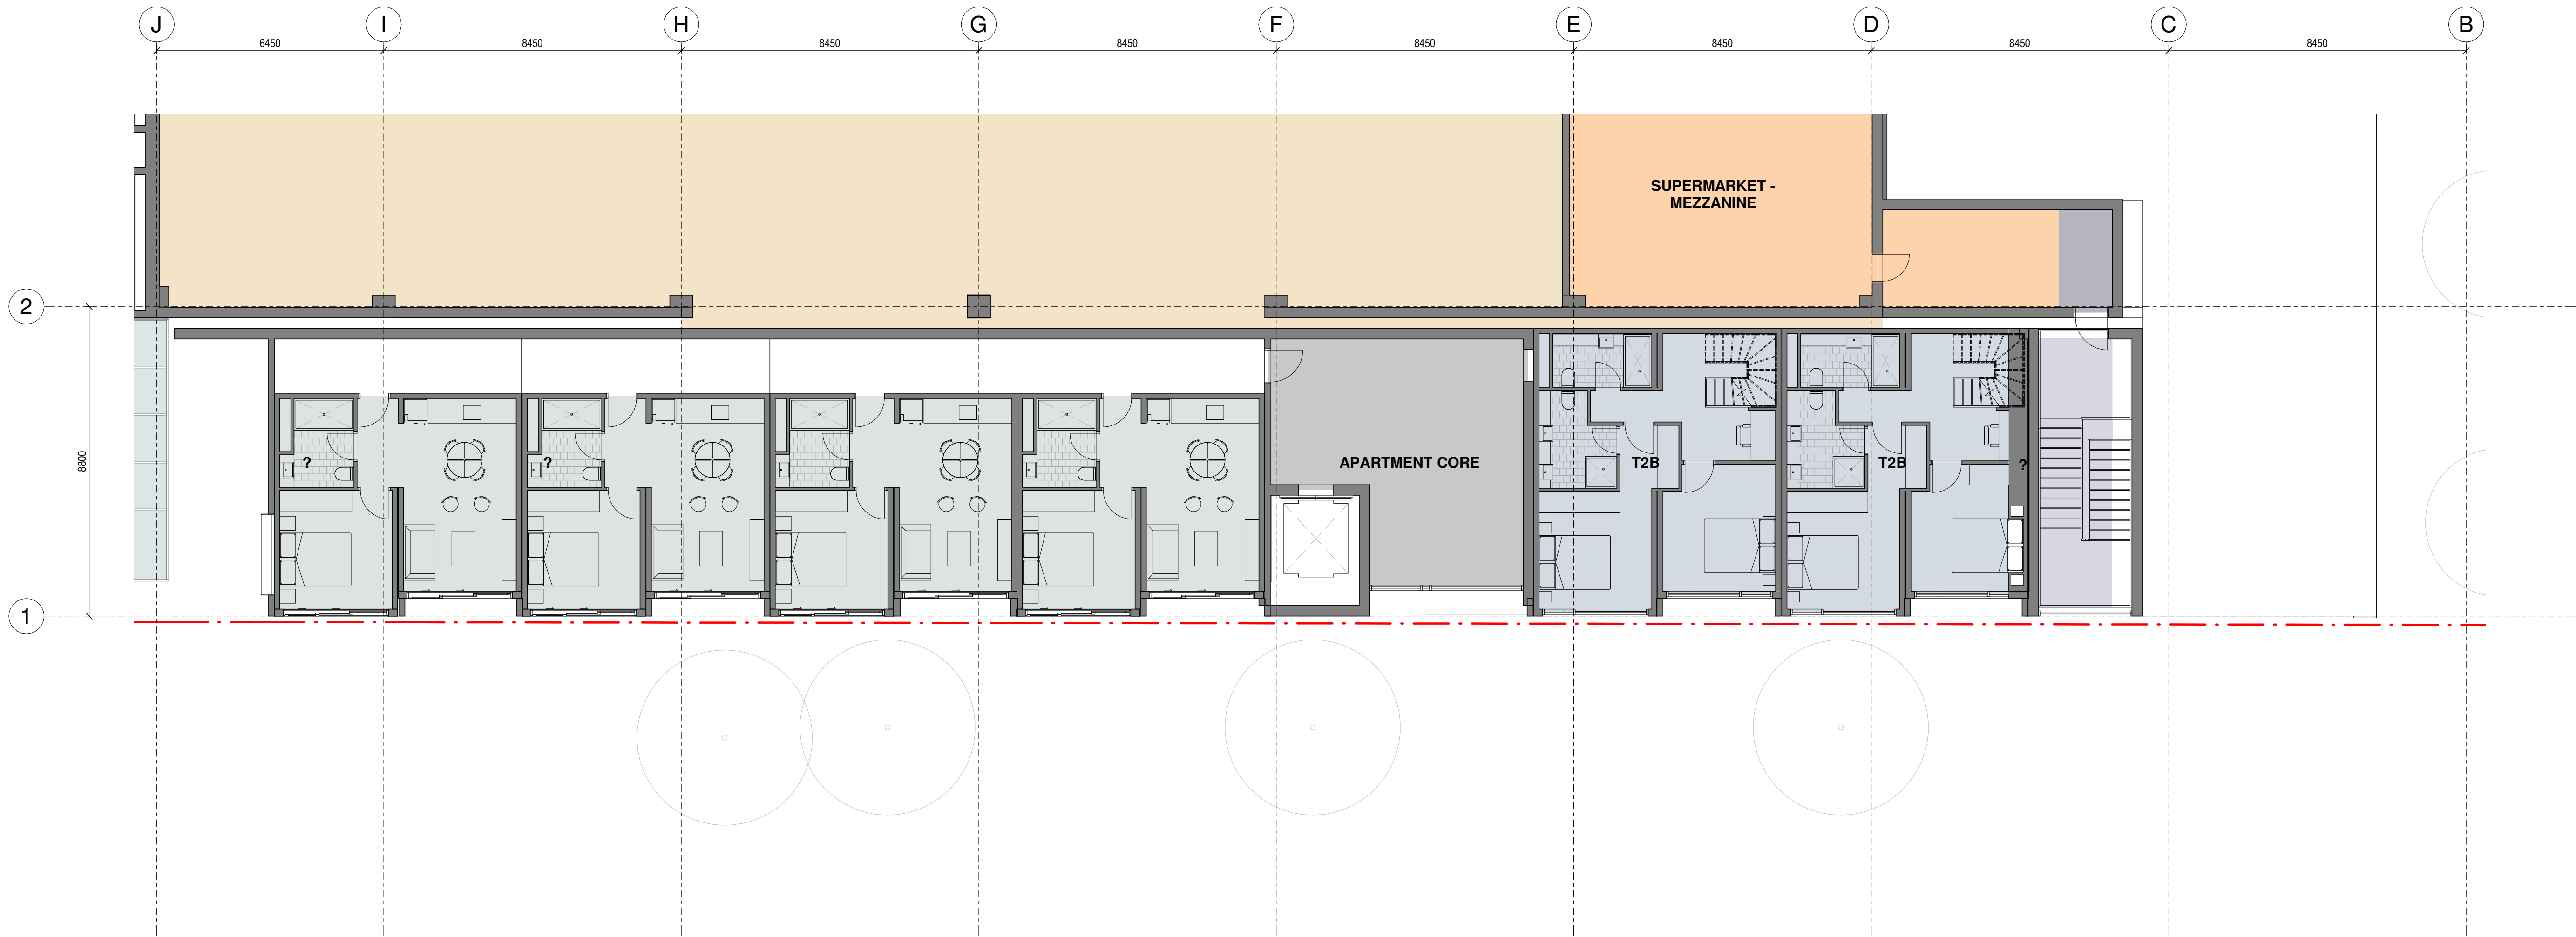 J I H G F E D C B
6450 8450 8450 8450 8450 8450 8450 8450
SUPERMARKET -
MEZZANINE
2
8800
? ? APARTMENT CORE T2B T2B ?
1